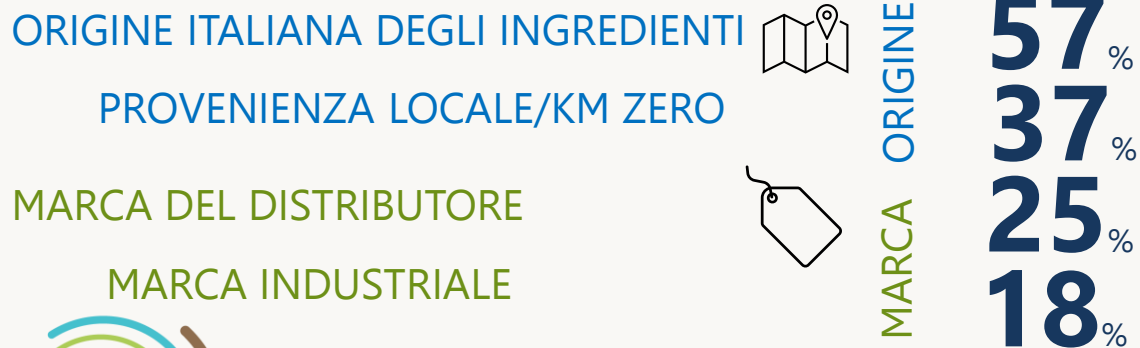 ORIGINE ITALIANA DEGLI INGREDIENTI
ORIGINE
57%
PROVENIENZA LOCALE/KM ZERO
37%
MARCA DEL DISTRIBUTORE
MARCA
25%
MARCA INDUSTRIALE
18%